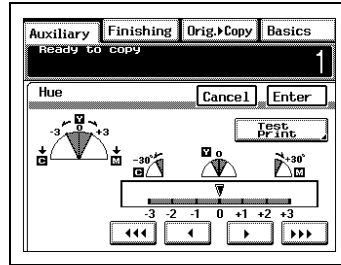 Auxiliary Finishing Orig.▸Copy Basics
Ready to copy
1
Hue Cancel Enter
Test Print
Y
-3 0 +3
C M
-30° Y 0 +30°
C M
-3 -2 -1 0 +1 +2 +3